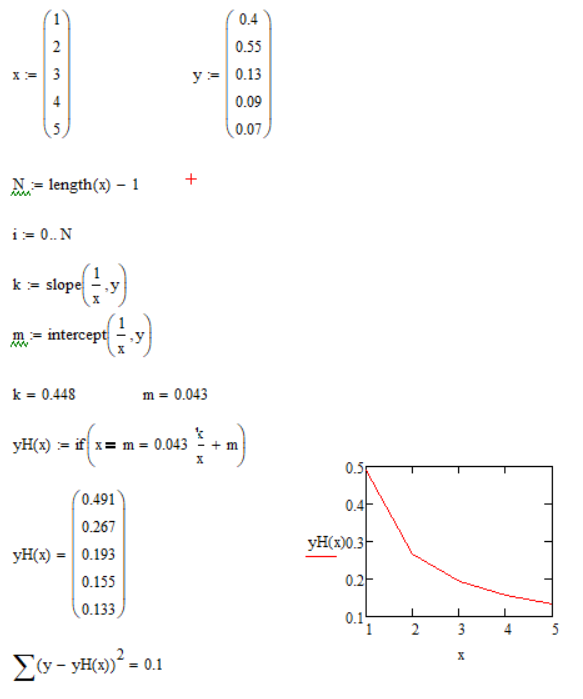 x := (1 2 3 4 5) y := (0.4 0.55 0.13 0.09 0.07)
N := length(x) − 1
i := 0.. N
k := slope(1/x , y)
m := intercept(1/x , y)
k = 0.448 m = 0.043
yH(x) := if(x = m = 0.043 k/x + m)
yH(x) = (0.491 0.267 0.193 0.155 0.133)
∑(y − yH(x))² = 0.1
0.5
0.4
yH(x) 0.3
0.2
0.1
1 2 3 4 5
x